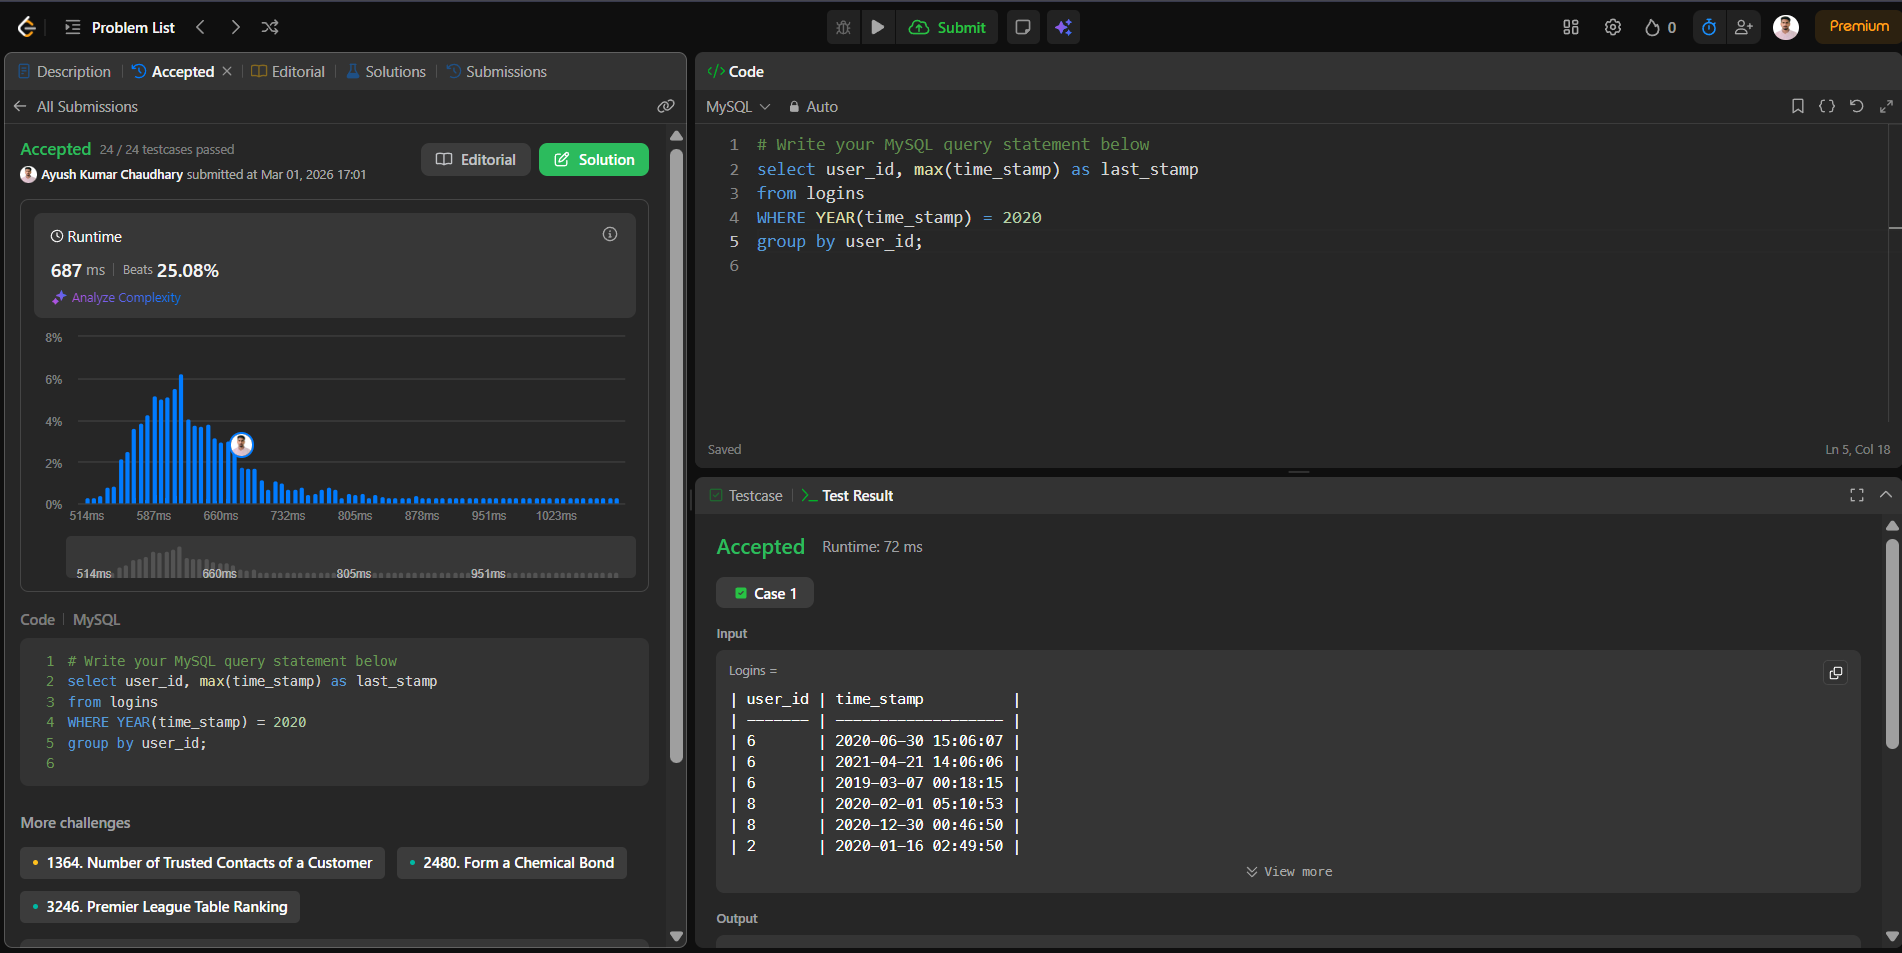 Problem List
Submit
0
Premium
Description
Accepted
Editorial
Solutions
Submissions
All Submissions
Accepted 24 / 24 testcases passed
Ayush Kumar Chaudhary submitted at Mar 01, 2026 17:01
Editorial
Solution
Runtime
687 ms Beats 25.08%
Analyze Complexity
8%
6%
4%
2%
0%
514ms 587ms 660ms 732ms 805ms 878ms 951ms 1023ms
514ms 660ms 805ms 951ms
Code MySQL
1 # Write your MySQL query statement below
2 select user_id, max(time_stamp) as last_stamp
3 from logins
4 WHERE YEAR(time_stamp) = 2020
5 group by user_id;
6
More challenges
1364. Number of Trusted Contacts of a Customer
2480. Form a Chemical Bond
3246. Premier League Table Ranking
</> Code
MySQL
Auto
1 # Write your MySQL query statement below
2 select user_id, max(time_stamp) as last_stamp
3 from logins
4 WHERE YEAR(time_stamp) = 2020
5 group by user_id;
6
Saved
Ln 5, Col 18
Testcase
Test Result
Accepted Runtime: 72 ms
Case 1
Input
Logins =
| user_id | time_stamp          |
| ------- | ------------------- |
| 6       | 2020-06-30 15:06:07 |
| 6       | 2021-04-21 14:06:06 |
| 6       | 2019-03-07 00:18:15 |
| 8       | 2020-02-01 05:10:53 |
| 8       | 2020-12-30 00:46:50 |
| 2       | 2020-01-16 02:49:50 |
View more
Output